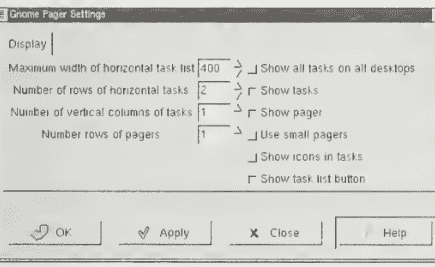 Gnome Pager Settings
Display
Maximum width of horizontal task list 400 Show all tasks on all desktops
Number of rows of horizontal tasks 2 Show tasks
Number of vertical columns of tasks 1 Show pager
Number rows of pagers 1 Use small pagers
Show icons in tasks
Show task list button
OK Apply Close Help